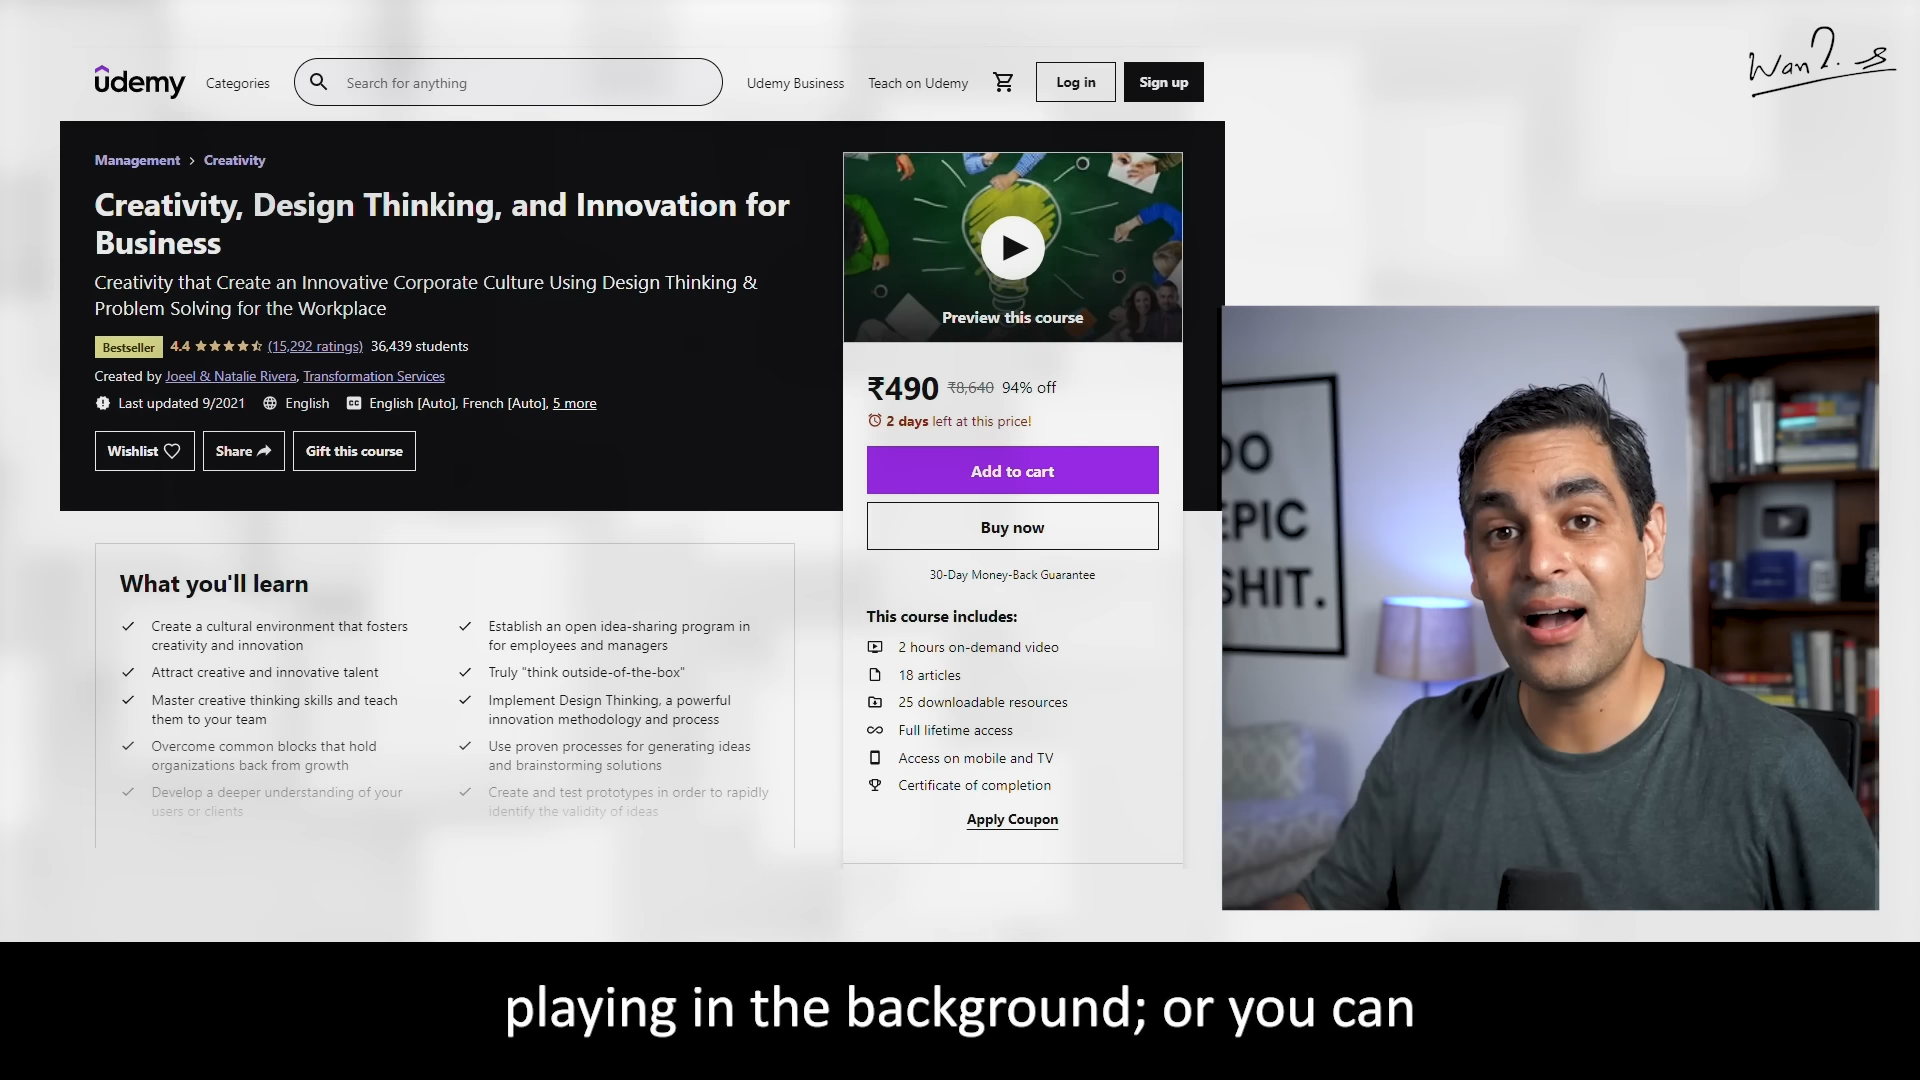 udemy
Categories
Search for anything
Udemy Business
Teach on Udemy
Log in
Sign up
Management > Creativity
Creativity, Design Thinking, and Innovation for
Business
Creativity that Create an Innovative Corporate Culture Using Design Thinking &
Problem Solving for the Workplace
Bestseller 4.4 (15,292 ratings) 36,439 students
Created by Joeel & Natalie Rivera, Transformation Services
Last updated 9/2021 English CC English [Auto], French [Auto], 5 more
Wishlist
Share
Gift this course
What you'll learn
Create a cultural environment that fosters
creativity and innovation
Attract creative and innovative talent
Master creative thinking skills and teach
them to your team
Overcome common blocks that hold
organizations back from growth
Develop a deeper understanding of your
users or clients
Establish an open idea-sharing program in
for employees and managers
Truly "think outside-of-the-box"
Implement Design Thinking, a powerful
innovation methodology and process
Use proven processes for generating ideas
and brainstorming solutions
Create and test prototypes in order to rapidly
identify the validity of ideas
Preview this course
₹490 ₹8,640 94% off
2 days left at this price!
Add to cart
Buy now
30-Day Money-Back Guarantee
This course includes:
2 hours on-demand video
18 articles
25 downloadable resources
Full lifetime access
Access on mobile and TV
Certificate of completion
Apply Coupon
DO
EPIC
SHIT.
playing in the background; or you can